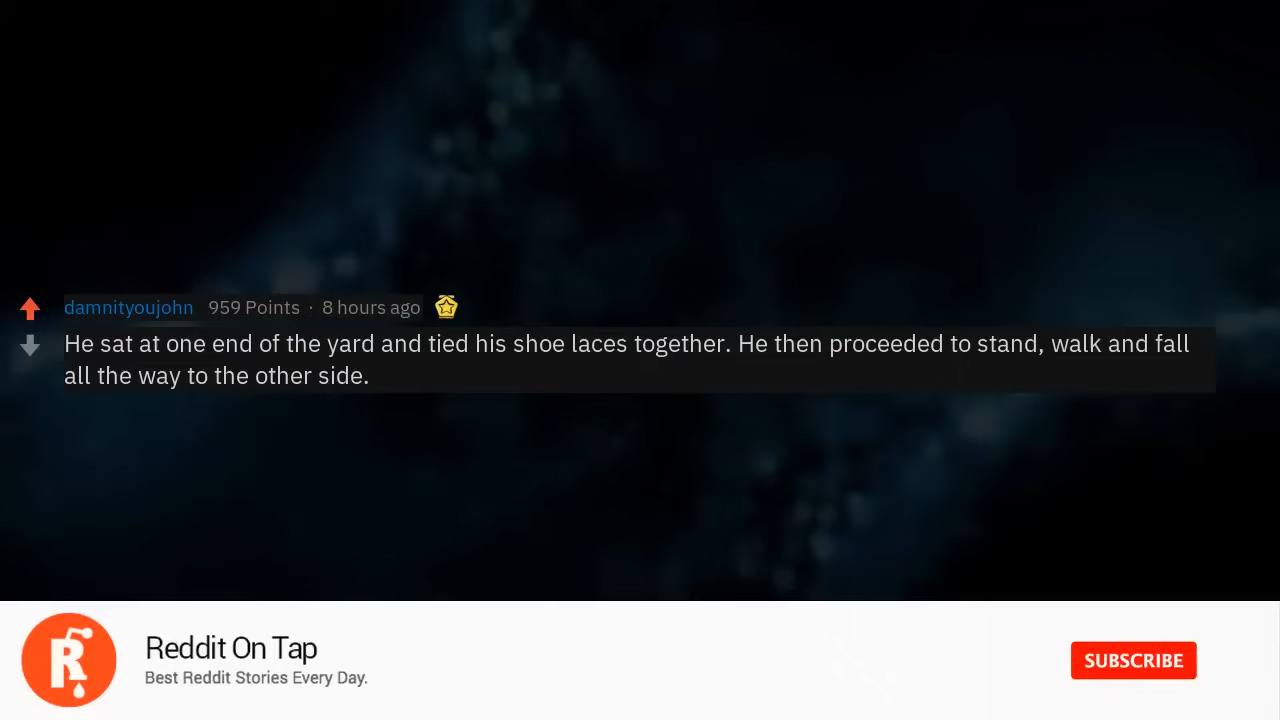 damnityoujohn 959 Points · 8 hours ago
He sat at one end of the yard and tied his shoe laces together. He then proceeded to stand, walk and fall
all the way to the other side.
Reddit On Tap
Best Reddit Stories Every Day.
SUBSCRIBE